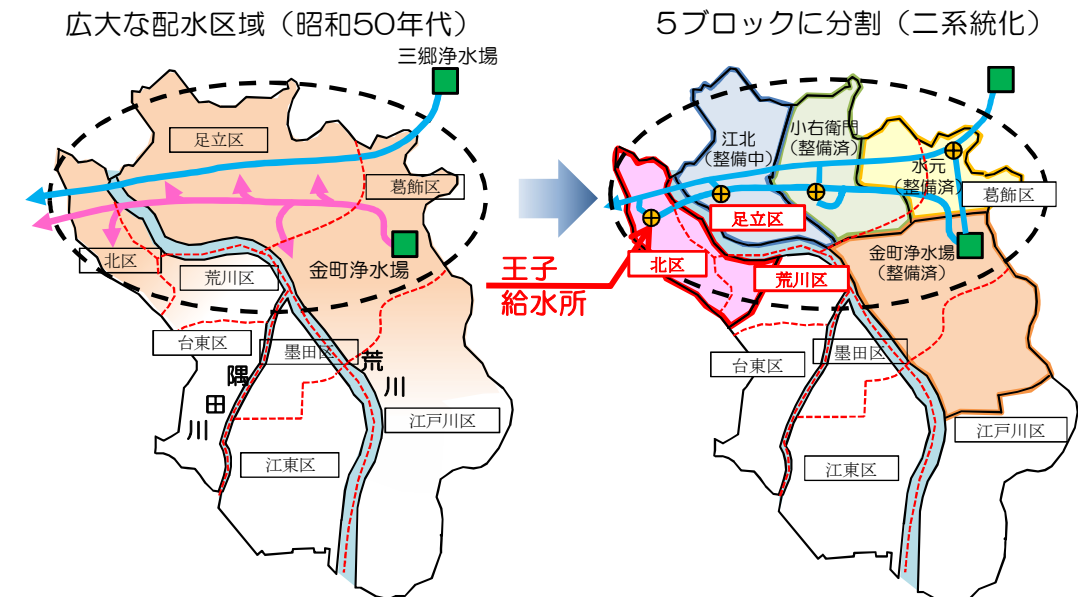 広大な配水区域（昭和50年代）
三郷浄水場
足立区
葛飾区
北区
荒川区
金町浄水場
台東区
墨田区
隅
田
川
荒
川
江戸川区
江東区
5ブロックに分割（二系統化）
江北
（整備中）
小右衛門
（整備済）
水元
（整備済）
葛飾区
足立区
北区
荒川区
金町浄水場
（整備済）
王子
給水所
台東区
墨田区
江戸川区
江東区